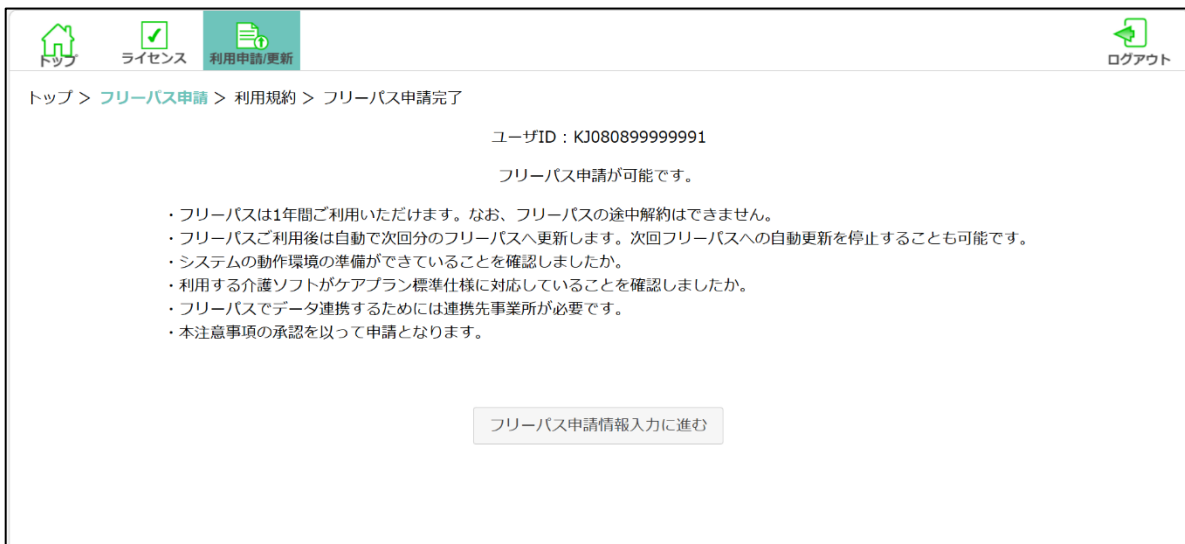 トップ
ライセンス
利用申請/更新
ログアウト
トップ > フリーパス申請 > 利用規約 > フリーパス申請完了
ユーザID：KJ080899999991
フリーパス申請が可能です。
・フリーパスは1年間ご利用いただけます。なお、フリーパスの途中解約はできません。
・フリーパスご利用後は自動で次回分のフリーパスへ更新します。次回フリーパスへの自動更新を停止することも可能です。
・システムの動作環境の準備ができていることを確認しましたか。
・利用する介護ソフトがケアプラン標準仕様に対応していることを確認しましたか。
・フリーパスでデータ連携するためには連携先事業所が必要です。
・本注意事項の承認を以って申請となります。
フリーパス申請情報入力に進む